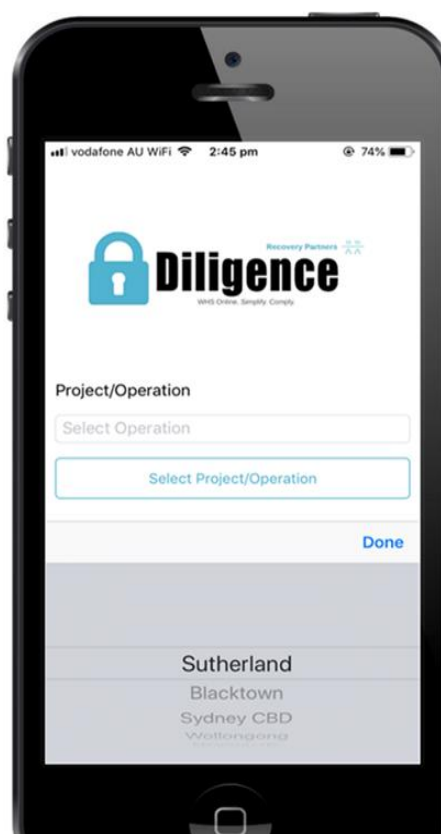 vodafone AU WiFi 2:45 pm 74%
Recovery Partners
Diligence
WHS Online. Simplify. Comply.
Project/Operation
Select Operation
Select Project/Operation
Done
Sutherland
Blacktown
Sydney CBD
Wollongong